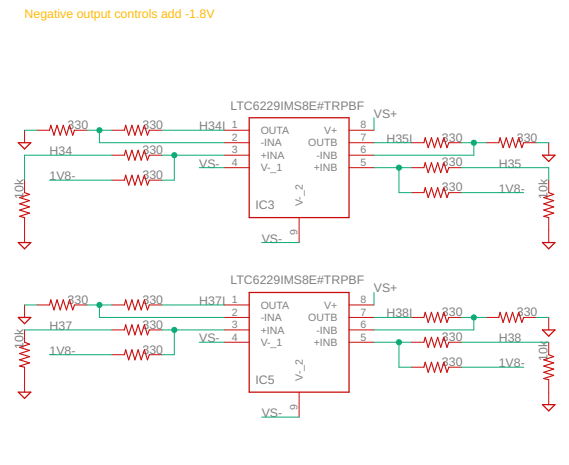 Negative output controls add -1.8V
LTC6229IMS8E#TRPBF
VS+
330 330 H34I 1 OUTA V+ 8
2 -INA OUTB 7 H35I 330 330
H34 330 3 +INA -INB 6
VS- 4 V-_1 +INB 5 330 H35
1V8- 330 330 1V8-
10k 10k
IC3 V-_2
9
VS-
LTC6229IMS8E#TRPBF
VS+
330 330 H37I 1 OUTA V+ 8
2 -INA OUTB 7 H38I 330 330
H37 330 3 +INA -INB 6
VS- 4 V-_1 +INB 5 330 H38
10k 1V8- 330 10k
330 1V8-
IC5 V-_2
9
VS-